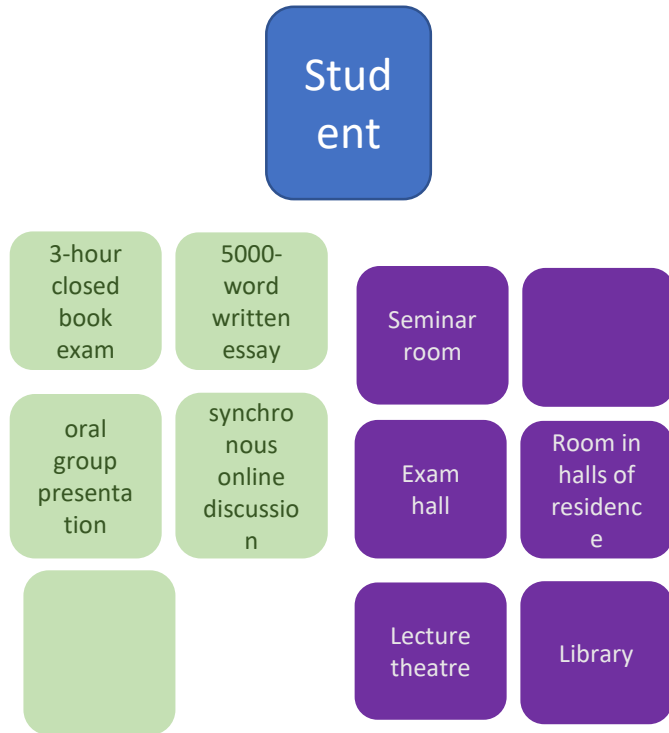 Stud
ent
3-hour
closed
book
exam
5000-
word
written
essay
Seminar
room
oral
group
presenta
tion
synchro
nous
online
discussio
n
Exam
hall
Room in
halls of
residenc
e
Lecture
theatre
Library